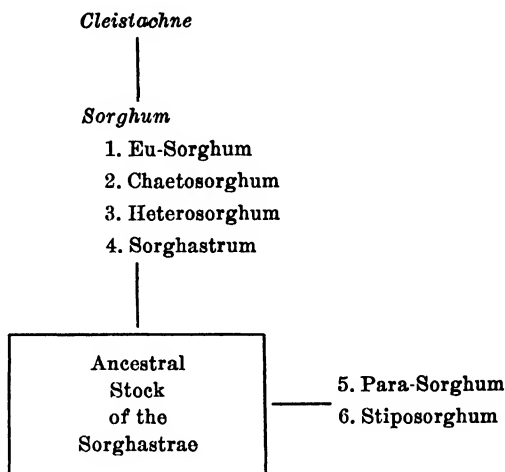 Cleistachne
Sorghum
1. Eu-Sorghum
2. Chaetosorghum
3. Heterosorghum
4. Sorghastrum
Ancestral
Stock
of the
Sorghastrae
5. Para-Sorghum
6. Stiposorghum